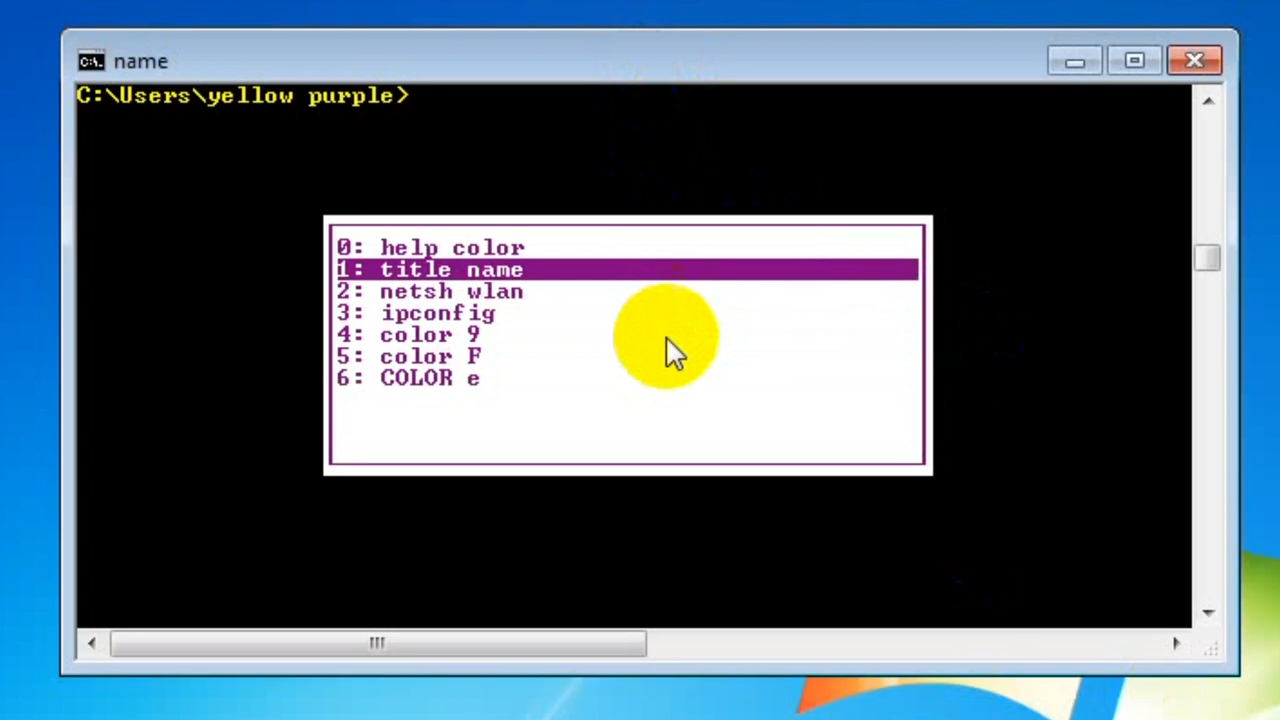 name
C:\Users\yellow purple>
0: help color
1: title name
2: netsh wlan
3: ipconfig
4: color 9
5: color F
6: COLOR e